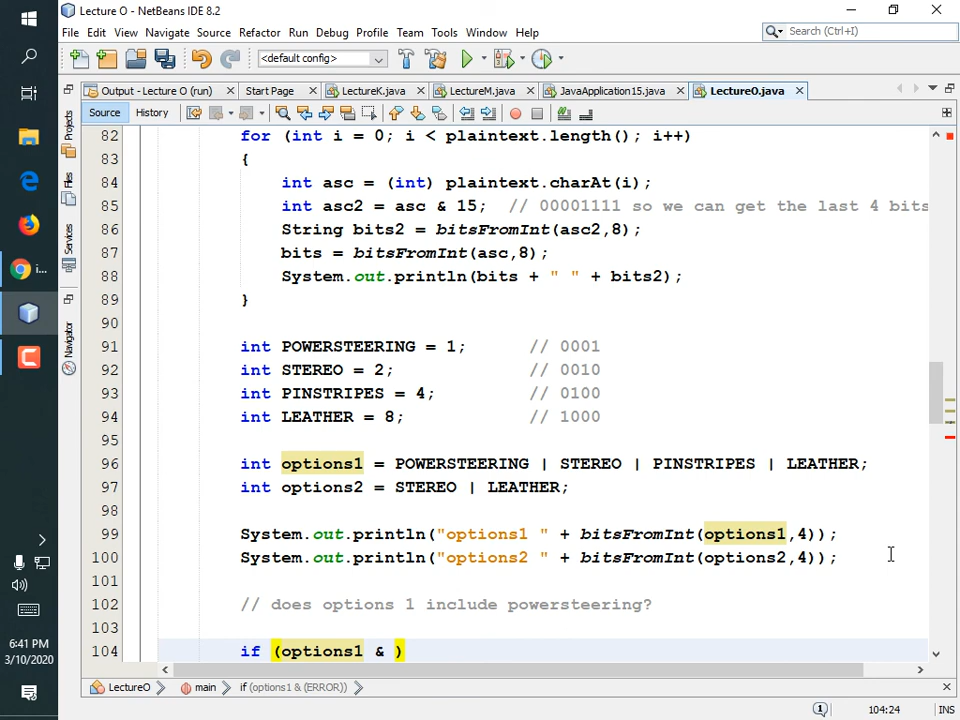 Lecture O - NetBeans IDE 8.2
File Edit View Navigate Source Refactor Run Debug Profile Team Tools Window Help
Search (Ctrl+I)
<default config>
Output - Lecture O (run) Start Page LectureK.java LectureM.java JavaApplication15.java LectureO.java
Source History
Projects
Files
Services
Navigator
82 for (int i = 0; i < plaintext.length(); i++)
83 {
84 int asc = (int) plaintext.charAt(i);
85 int asc2 = asc & 15; // 00001111 so we can get the last 4 bits
86 String bits2 = bitsFromInt(asc2,8);
87 bits = bitsFromInt(asc,8);
88 System.out.println(bits + " " + bits2);
89 }
90
91 int POWERSTEERING = 1; // 0001
92 int STEREO = 2; // 0010
93 int PINSTRIPES = 4; // 0100
94 int LEATHER = 8; // 1000
95
96 int options1 = POWERSTEERING | STEREO | PINSTRIPES | LEATHER;
97 int options2 = STEREO | LEATHER;
98
99 System.out.println("options1 " + bitsFromInt(options1,4));
100 System.out.println("options2 " + bitsFromInt(options2,4));
101
102 // does options 1 include powersteering?
103
104 if (options1 & )
i...
6:41 PM
3/10/2020
LectureO main if (options1 & (ERROR))
1 104:24 INS